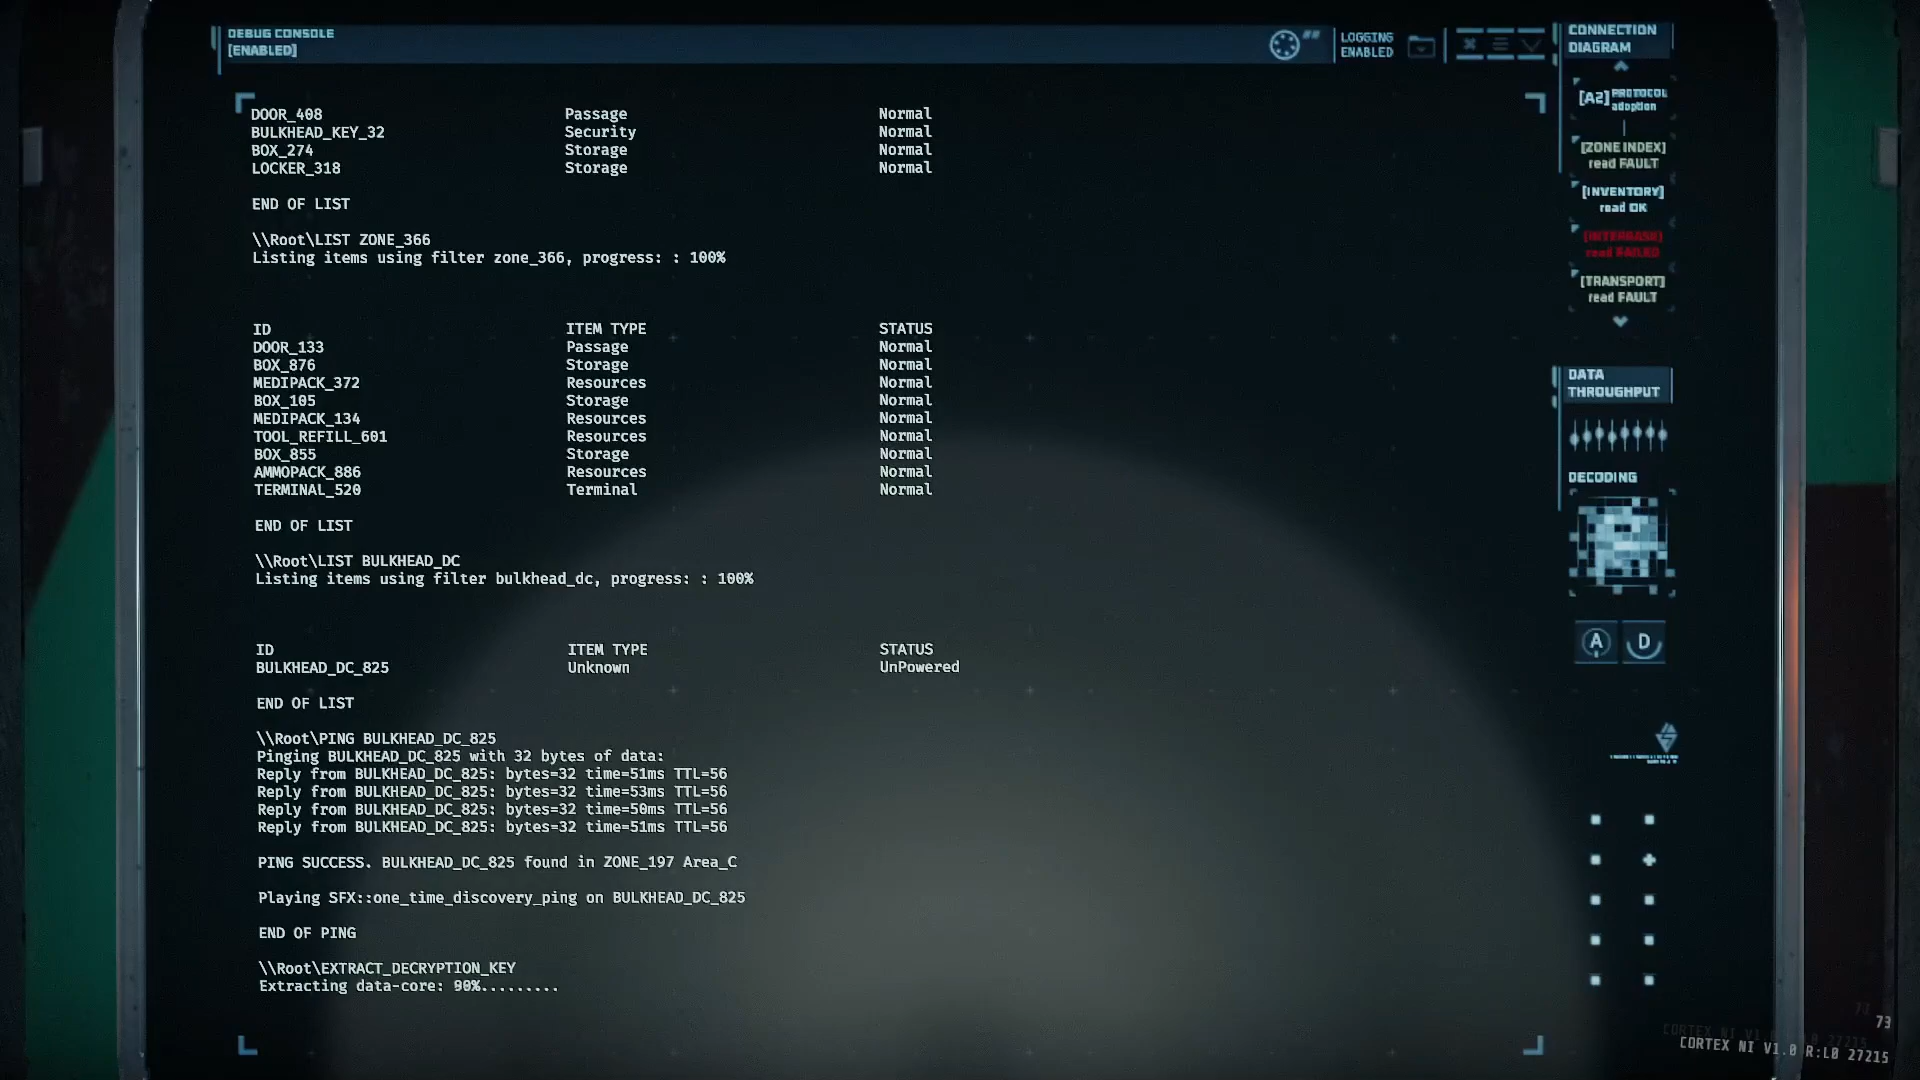 DEBUG CONSOLE
[ENABLED]
LOGGING
ENABLED
DOOR_408 Passage Normal
BULKHEAD_KEY_32 Security Normal
BOX_274 Storage Normal
LOCKER_318 Storage Normal
END OF LIST
\\Root\LIST ZONE_366
Listing items using filter zone_366, progress: : 100%
ID ITEM TYPE STATUS
DOOR_133 Passage Normal
BOX_876 Storage Normal
MEDIPACK_372 Resources Normal
BOX_105 Storage Normal
MEDIPACK_134 Resources Normal
TOOL_REFILL_601 Resources Normal
BOX_855 Storage Normal
AMMOPACK_886 Resources Normal
TERMINAL_520 Terminal Normal
END OF LIST
\\Root\LIST BULKHEAD_DC
Listing items using filter bulkhead_dc, progress: : 100%
ID ITEM TYPE STATUS
BULKHEAD_DC_825 Unknown UnPowered
END OF LIST
\\Root\PING BULKHEAD_DC_825
Pinging BULKHEAD_DC_825 with 32 bytes of data:
Reply from BULKHEAD_DC_825: bytes=32 time=51ms TTL=56
Reply from BULKHEAD_DC_825: bytes=32 time=53ms TTL=56
Reply from BULKHEAD_DC_825: bytes=32 time=50ms TTL=56
Reply from BULKHEAD_DC_825: bytes=32 time=51ms TTL=56
PING SUCCESS. BULKHEAD_DC_825 found in ZONE_197 Area_C
Playing SFX::one_time_discovery_ping on BULKHEAD_DC_825
END OF PING
\\Root\EXTRACT_DECRYPTION_KEY
Extracting data-core: 90%.........
CONNECTION
DIAGRAM
[A2] PROTOCOL
adoption
[ZONE INDEX]
read FAULT
[INVENTORY]
read OK
read FAILED
[TRANSPORT]
read FAULT
DATA
THROUGHPUT
DECODING
A D
73
CORTEX NI V1.0 R:L0 27215